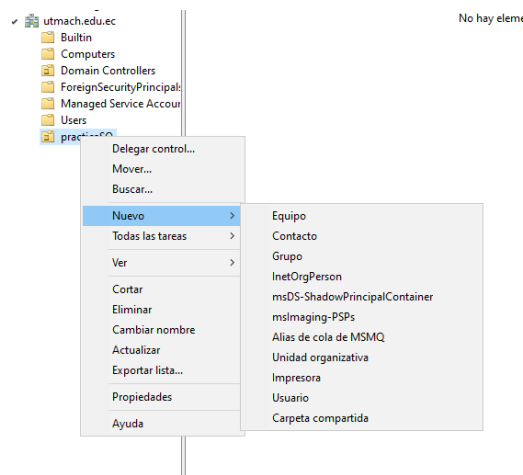 utmach.edu.ec
No hay eleme
Builtin
Computers
Domain Controllers
ForeignSecurityPrincipals
Managed Service Accour
Users
Delegar control...
Mover...
Buscar...
Nuevo
Todas las tareas
Ver
Cortar
Eliminar
Cambiar nombre
Actualizar
Exportar lista...
Propiedades
Ayuda
Equipo
Contacto
Grupo
InetOrgPerson
msDS-ShadowPrincipalContainer
msImaging-PSPs
Alias de cola de MSMQ
Unidad organizativa
Impresora
Usuario
Carpeta compartida